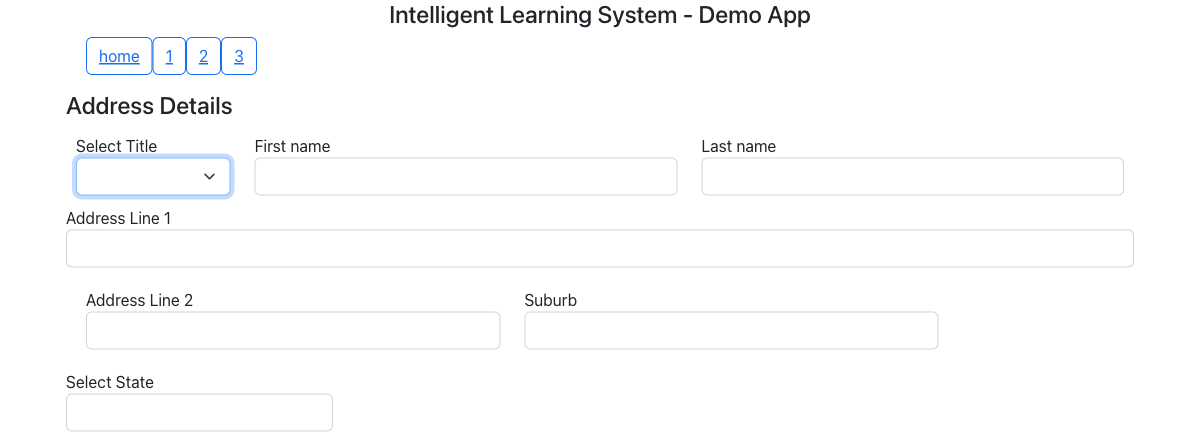 Intelligent Learning System - Demo App
home 1 2 3
Address Details
Select Title First name Last name
Address Line 1
Address Line 2 Suburb
Select State